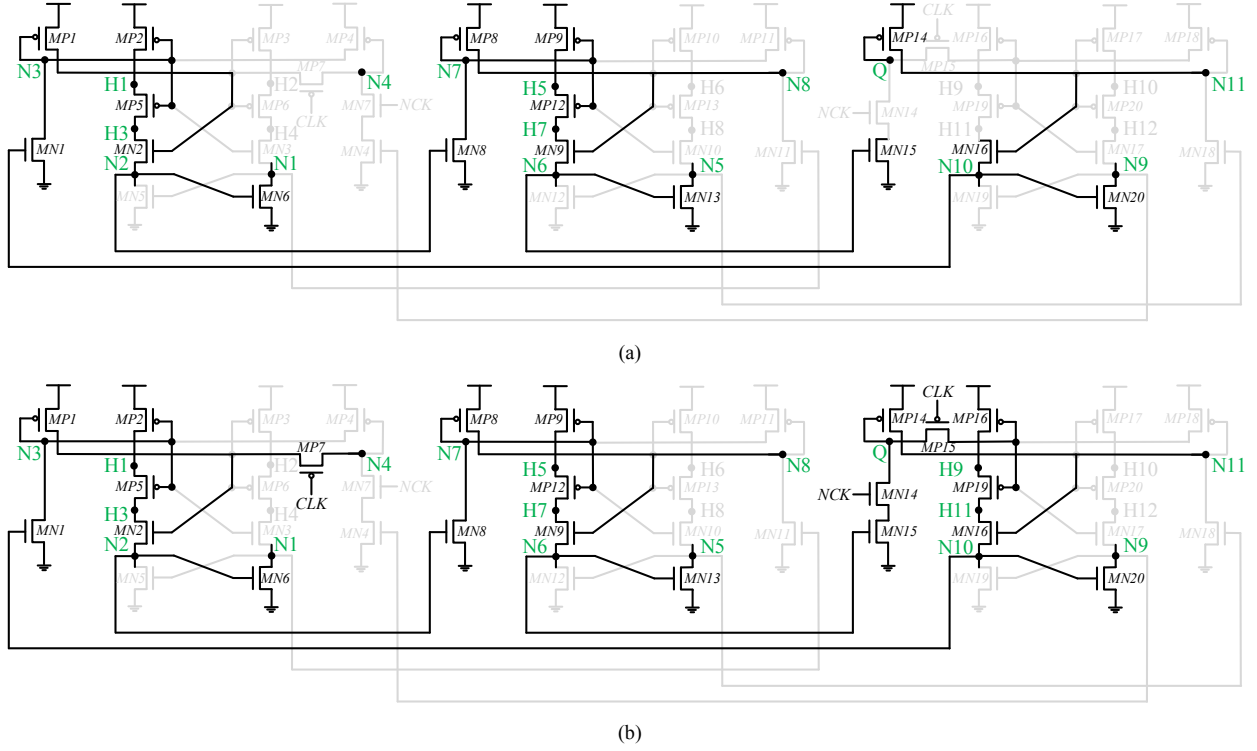 MP1 MP2 MP3 MP4 MP8 MP9 MP10 MP11 MP14 CLK MP16 MP17 MP18
N3 MP7 N4 N7 N8 Q MP15 N11
H1 H2 CLK H5 H6 H9 H10
MP5 MP6 MN7 NCK MP12 MP13 NCK MN14 MP19 MP20
H3 H4 H7 H8 H11 H12
MN1 MN2 MN3 MN4 MN8 MN9 MN10 MN11 MN15 MN16 MN17 MN18
N2 N1 N6 N5 N10 N9
MN5 MN6 MN12 MN13 MN19 MN20
(a)
MP1 MP2 MP3 MP4 MP8 MP9 MP10 MP11 MP14 CLK MP16 MP17 MP18
N3 MP7 N4 N7 N8 Q MP15 N11
H1 H2 CLK H5 H6 H9 H10
MP5 MP6 MN7 NCK MP12 MP13 NCK MN14 MP19 MP20
H3 H4 H7 H8 H11 H12
MN1 MN2 MN3 MN4 MN8 MN9 MN10 MN11 MN15 MN16 MN17 MN18
N2 N1 N6 N5 N10 N9
MN5 MN6 MN12 MN13 MN19 MN20
(b)